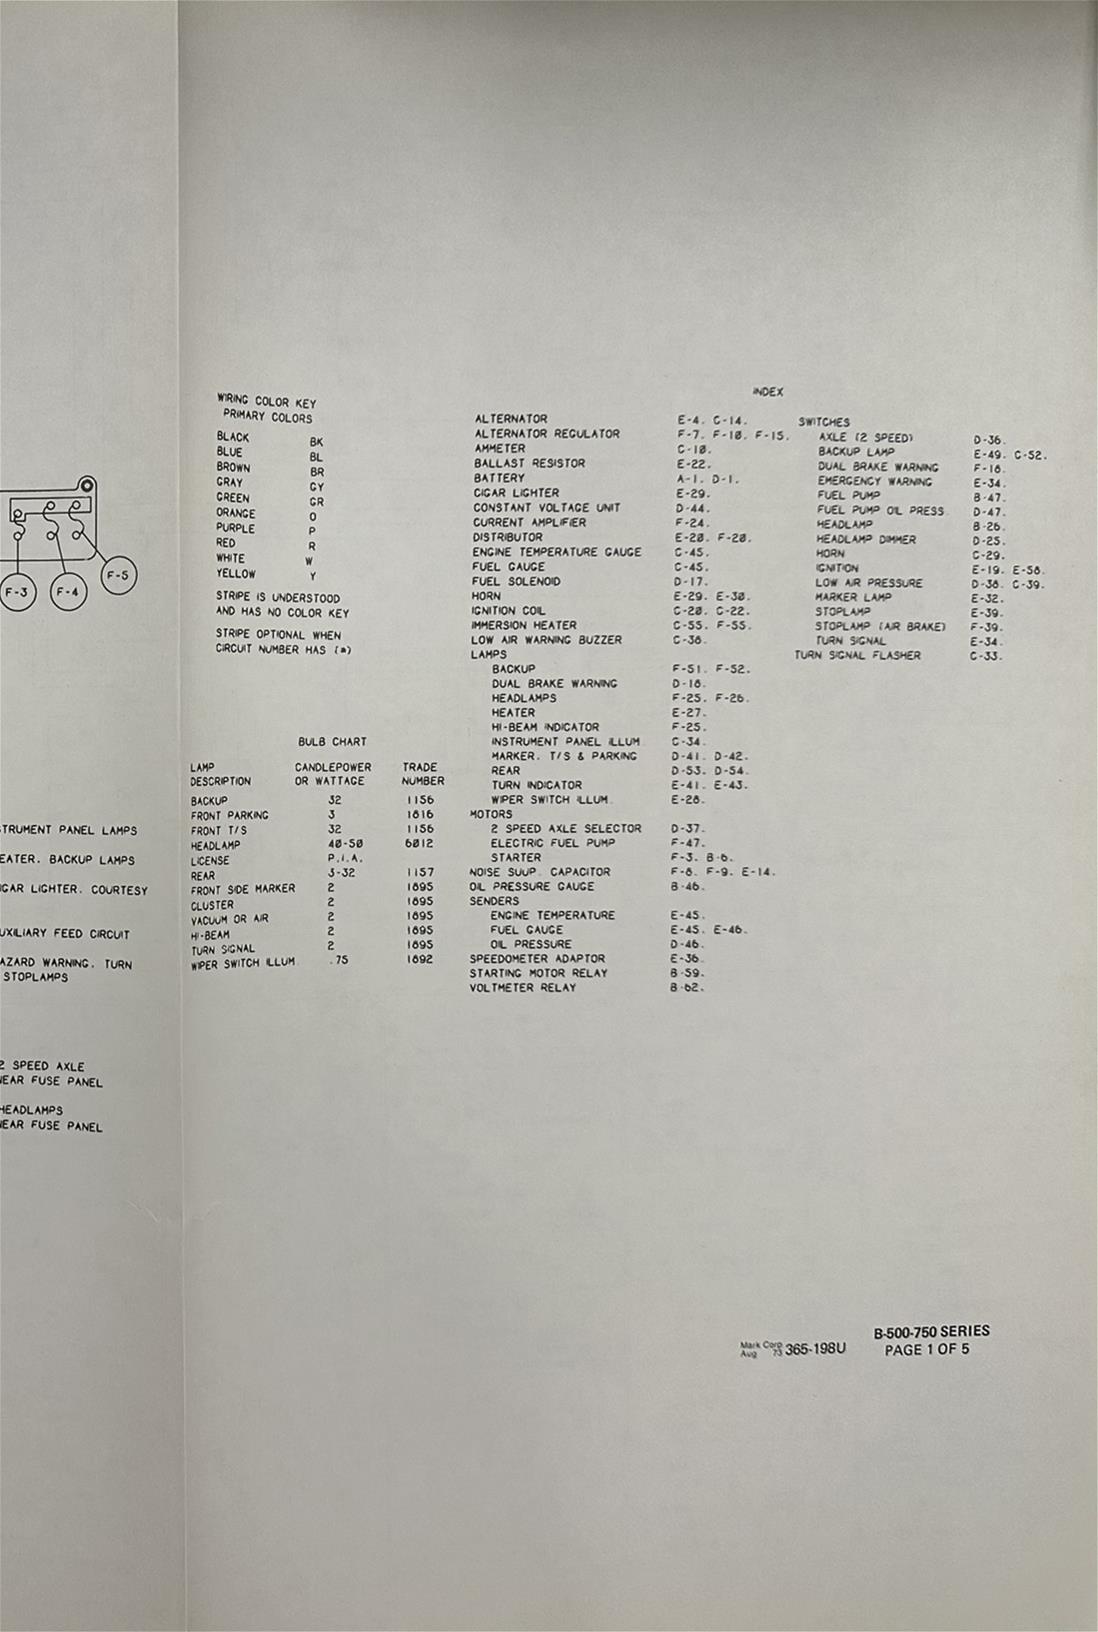 F-3
F-4
F-5
STRUMENT PANEL LAMPS
EATER. BACKUP LAMPS
GAR LIGHTER. COURTESY
UXILIARY FEED CIRCUIT
AZARD WARNING. TURN
STOPLAMPS
2 SPEED AXLE
NEAR FUSE PANEL
HEADLAMPS
NEAR FUSE PANEL
WIRING COLOR KEY
PRIMARY COLORS
BLACK BK
BLUE BL
BROWN BR
GRAY GY
GREEN GR
ORANGE O
PURPLE P
RED R
WHITE W
YELLOW Y
STRIPE IS UNDERSTOOD
AND HAS NO COLOR KEY
STRIPE OPTIONAL WHEN
CIRCUIT NUMBER HAS (*)
BULB CHART
LAMP CANDLEPOWER TRADE
DESCRIPTION OR WATTAGE NUMBER
BACKUP 32 1156
FRONT PARKING 3 1816
FRONT T/S 32 1156
HEADLAMP 40-50 6012
LICENSE P.I.A.
REAR 3-32 1157
FRONT SIDE MARKER 2 1895
CLUSTER 2 1895
VACUUM OR AIR 2 1895
HI-BEAM 2 1895
TURN SIGNAL 2 1895
WIPER SWITCH ILLUM. .75 1892
INDEX
ALTERNATOR E-4. C-14.
ALTERNATOR REGULATOR F-7. F-10. F-15.
AMMETER C-10.
BALLAST RESISTOR E-22.
BATTERY A-1. D-1.
CIGAR LIGHTER E-29.
CONSTANT VOLTAGE UNIT D-44.
CURRENT AMPLIFIER F-24.
DISTRIBUTOR E-20. F-20.
ENGINE TEMPERATURE GAUGE C-45.
FUEL GAUGE C-45.
FUEL SOLENOID D-17.
HORN E-29. E-30.
IGNITION COIL C-20. C-22.
IMMERSION HEATER C-55. F-55.
LOW AIR WARNING BUZZER C-38.
LAMPS
BACKUP F-51. F-52.
DUAL BRAKE WARNING D-18.
HEADLAMPS F-25. F-26.
HEATER E-27.
HI-BEAM INDICATOR F-25.
INSTRUMENT PANEL ILLUM. C-34.
MARKER. T/S & PARKING D-41. D-42.
REAR D-53. D-54.
TURN INDICATOR E-41. E-43.
WIPER SWITCH ILLUM. E-28.
MOTORS
2 SPEED AXLE SELECTOR D-37.
ELECTRIC FUEL PUMP F-47.
STARTER F-3. B-6.
NOISE SUUP. CAPACITOR F-8. F-9. E-14.
OIL PRESSURE GAUGE B-46.
SENDERS
ENGINE TEMPERATURE E-45.
FUEL GAUGE E-45. E-46.
OIL PRESSURE D-46.
SPEEDOMETER ADAPTOR E-36.
STARTING MOTOR RELAY B-59.
VOLTMETER RELAY B-62.
SWITCHES
AXLE (2 SPEED) D-36.
BACKUP LAMP E-49. C-52.
DUAL BRAKE WARNING F-18.
EMERGENCY WARNING E-34.
FUEL PUMP B-47.
FUEL PUMP OIL PRESS. D-47.
HEADLAMP B-26.
HEADLAMP DIMMER D-25.
HORN C-29.
IGNITION E-19. E-58.
LOW AIR PRESSURE D-38. C-39.
MARKER LAMP E-32.
STOPLAMP E-39.
STOPLAMP (AIR BRAKE) F-39.
TURN SIGNAL E-34.
TURN SIGNAL FLASHER C-33.
Mark Corp
Aug 73 365-198U
B-500-750 SERIES
PAGE 1 OF 5